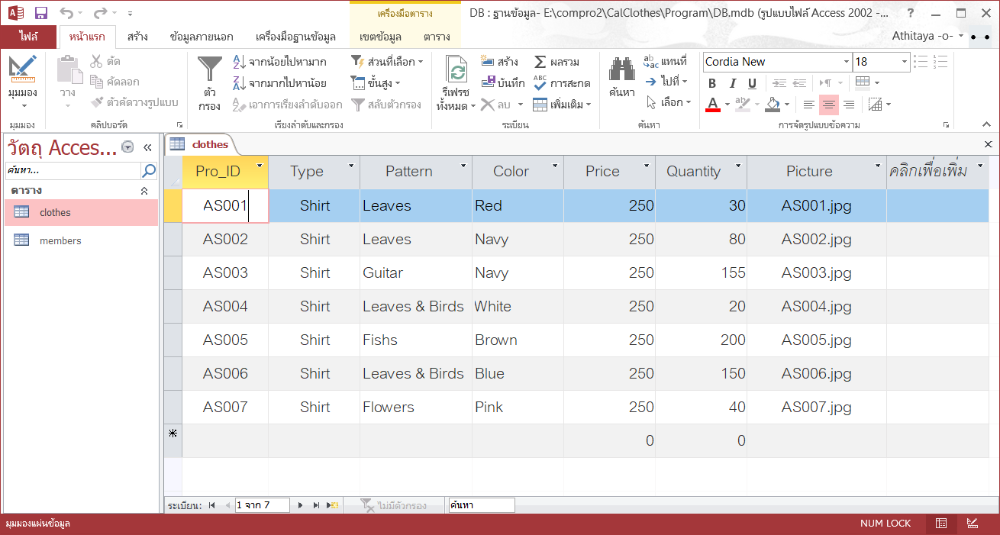 เครื่องมือตาราง
DB : ฐานข้อมูล- E:\compro2\CalClothes\Program\DB.mdb (รูปแบบไฟล์ Access 2002 -... ?
ไฟล์ หน้าแรก สร้าง ข้อมูลภายนอก เครื่องมือฐานข้อมูล เขตข้อมูล ตาราง Athitaya -o-
มุมมอง
วาง
ตัด
คัดลอก
ตัวคัดวางรูปแบบ
ตัวกรอง
จากน้อยไปหามาก
จากมากไปหาน้อย
เอาการเรียงลำดับออก
ส่วนที่เลือก
ขั้นสูง
สลับตัวกรอง
รีเฟรช
ทั้งหมด
สร้าง
บันทึก
ลบ
ผลรวม
การสะกด
เพิ่มเติม
ค้นหา
แทนที่
ไปที่
เลือก
Cordia New 18
B I U
A
มุมมอง คลิปบอร์ด เรียงลำดับและกรอง ระเบียน ค้นหา การจัดรูปแบบข้อความ
วัตถุ Acces...
ค้นหา...
ตาราง
clothes
members
clothes
Pro_ID Type Pattern Color Price Quantity Picture คลิกเพื่อเพิ่ม
AS001 Shirt Leaves Red 250 30 AS001.jpg
AS002 Shirt Leaves Navy 250 80 AS002.jpg
AS003 Shirt Guitar Navy 250 155 AS003.jpg
AS004 Shirt Leaves & Birds White 250 20 AS004.jpg
AS005 Shirt Fishs Brown 250 200 AS005.jpg
AS006 Shirt Leaves & Birds Blue 250 150 AS006.jpg
AS007 Shirt Flowers Pink 250 40 AS007.jpg
0 0
ระเบียน: 1 จาก 7 ไม่มีตัวกรอง ค้นหา
มุมมองแผ่นข้อมูล NUM LOCK